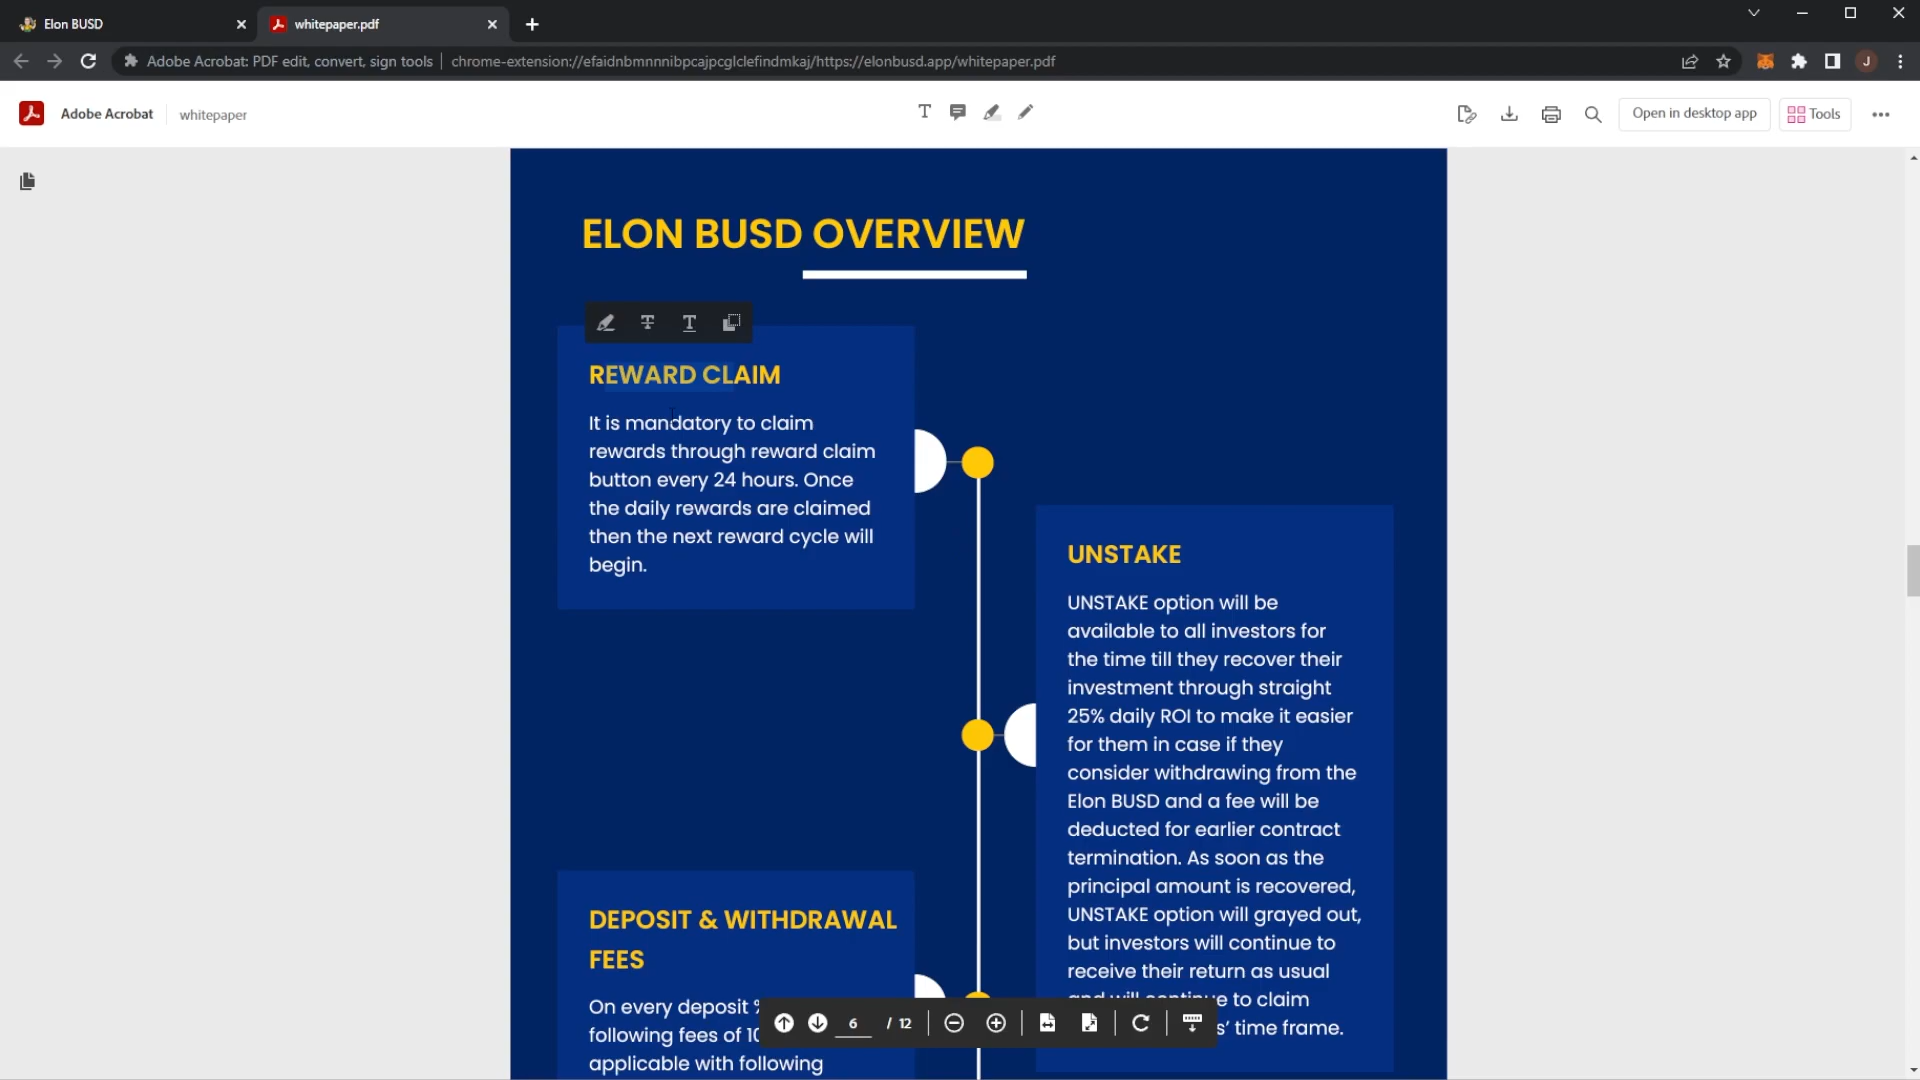 Elon BUSD
whitepaper.pdf
Adobe Acrobat: PDF edit, convert, sign tools
chrome-extension://efaidnbmnnnibpcajpcglclefindmkaj/https://elonbusd.app/whitepaper.pdf
J
Adobe Acrobat
whitepaper
Open in desktop app
Tools
ELON BUSD OVERVIEW
REWARD CLAIM
It is mandatory to claim
rewards through reward claim
button every 24 hours. Once
the daily rewards are claimed
then the next reward cycle will
begin.
UNSTAKE
UNSTAKE option will be
available to all investors for
the time till they recover their
investment through straight
25% daily ROI to make it easier
for them in case if they
consider withdrawing from the
Elon BUSD and a fee will be
deducted for earlier contract
termination. As soon as the
principal amount is recovered,
UNSTAKE option will grayed out,
but investors will continue to
receive their return as usual
and will continue to claim
s' time frame.
DEPOSIT & WITHDRAWAL
FEES
On every deposit
following fees of
applicable with following
6 / 12